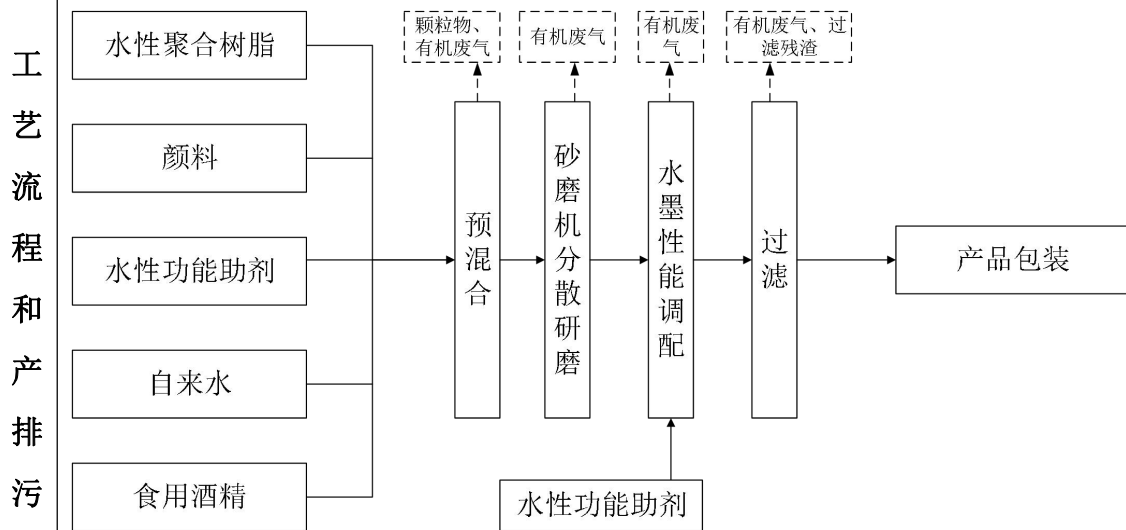 工艺流程和产排污
水性聚合树脂
颜料
水性功能助剂
自来水
食用酒精
颗粒物、
有机废气
有机废气
有机废
气
有机废气、过
滤残渣
预混合
砂磨机分散研磨
水墨性能调配
过滤
产品包装
水性功能助剂